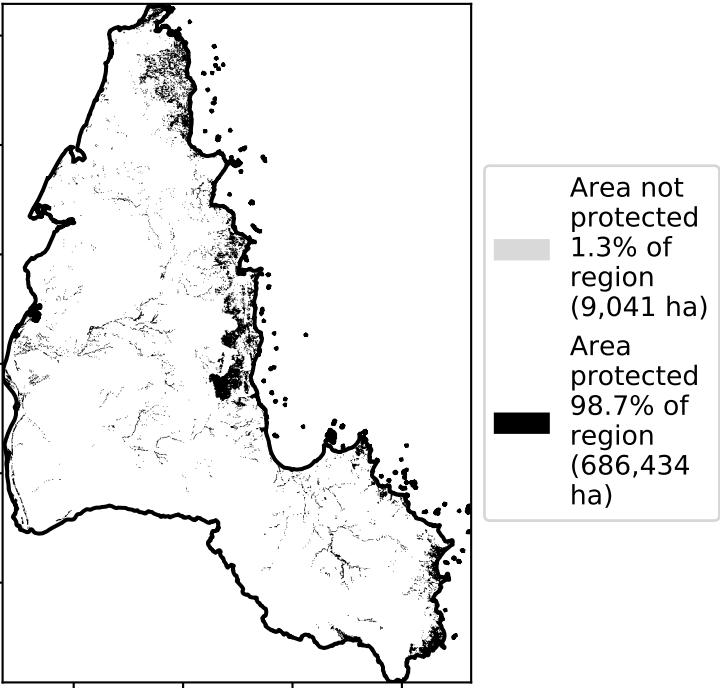 Area not
protected
1.3% of
region
(9,041 ha)
Area
protected
98.7% of
region
(686,434
ha)